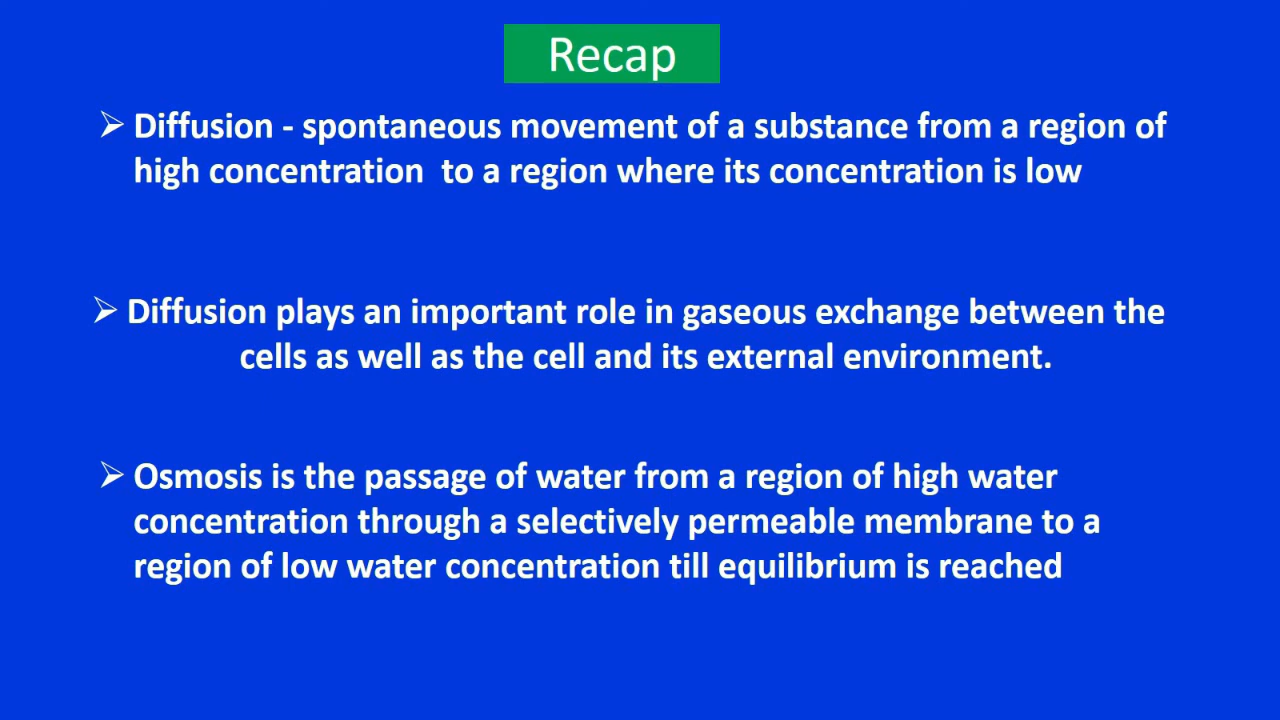 Recap
➢ Diffusion - spontaneous movement of a substance from a region of
high concentration  to a region where its concentration is low
➢ Diffusion plays an important role in gaseous exchange between the
cells as well as the cell and its external environment.
➢ Osmosis is the passage of water from a region of high water
concentration through a selectively permeable membrane to a
region of low water concentration till equilibrium is reached